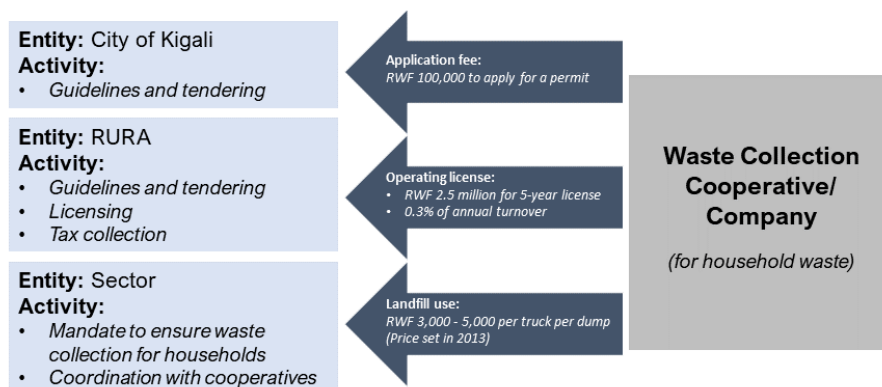 Entity: City of Kigali
Activity:
• Guidelines and tendering
Application fee:
RWF 100,000 to apply for a permit
Entity: RURA
Activity:
• Guidelines and tendering
• Licensing
• Tax collection
Operating license:
• RWF 2.5 million for 5-year license
• 0.3% of annual turnover
Entity: Sector
Activity:
• Mandate to ensure waste
collection for households
• Coordination with cooperatives
Landfill use:
RWF 3,000 - 5,000 per truck per dump
(Price set in 2013)
Waste Collection
Cooperative/
Company
(for household waste)